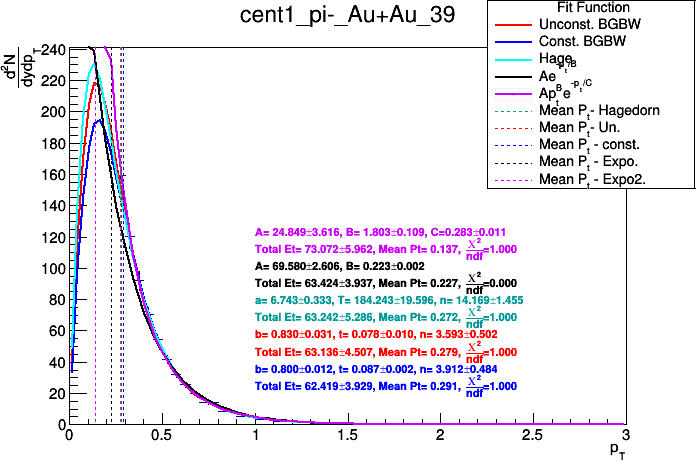 cent1_pi-_Au+Au_39
Fit Function
Unconst. BGBW
Const. BGBW
Hage
Ae^-p_t/B
Ap_t^B e^-p_t/C
Mean P_t- Hagedorn
Mean P_t- Un.
Mean P_t - const.
Mean P_t - Expo.
Mean P_t - Expo2.
d²N
dydp_T
240
220
200
180
160
140
120
100
80
60
40
20
0
A= 24.849±3.616, B= 1.803±0.109, C=0.283±0.011
Total Et= 73.072±5.962, Mean Pt= 0.137, X²/ndf=1.000
A= 69.580±2.606, B= 0.223±0.002
Total Et= 63.424±3.937, Mean Pt= 0.227, X²/ndf=0.000
a= 6.743±0.333, T= 184.243±19.596, n= 14.169±1.455
Total Et= 63.242±5.286, Mean Pt= 0.272, X²/ndf=1.000
b= 0.830±0.031, t= 0.078±0.010, n= 3.593±0.502
Total Et= 63.136±4.507, Mean Pt= 0.279, X²/ndf=1.000
b= 0.800±0.012, t= 0.087±0.002, n= 3.912±0.484
Total Et= 62.419±3.929, Mean Pt= 0.291, X²/ndf=1.000
0 0.5 1 1.5 2 2.5 3
p_T